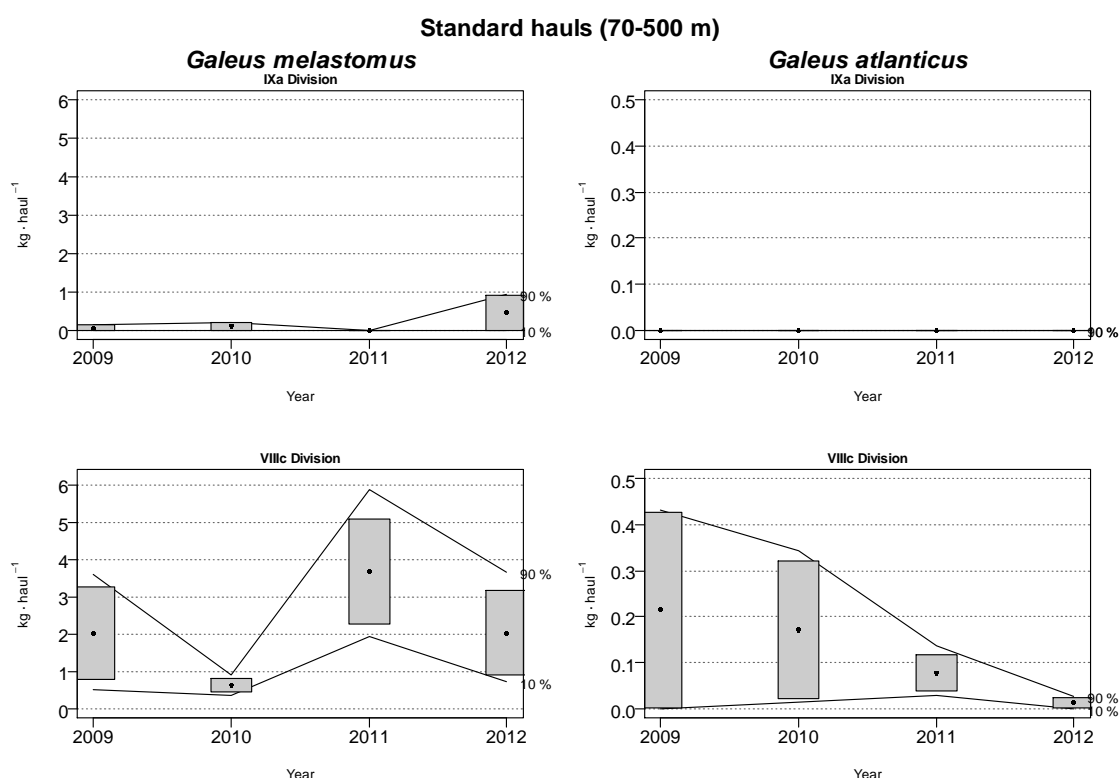 Standard hauls (70-500 m)
Galeus melastomus
IXa Division
6
5
4
3
2
1
0
kg · haul⁻¹
90 %
10 %
2009 2010 2011 2012
Year
Galeus atlanticus
IXa Division
0.5
0.4
0.3
0.2
0.1
0.0
kg · haul⁻¹
90 %
2009 2010 2011 2012
Year
VIIIc Division
6
5
4
3
2
1
0
kg · haul⁻¹
90 %
10 %
2009 2010 2011 2012
Year
VIIIc Division
0.5
0.4
0.3
0.2
0.1
0.0
kg · haul⁻¹
90 %
10 %
2009 2010 2011 2012
Year